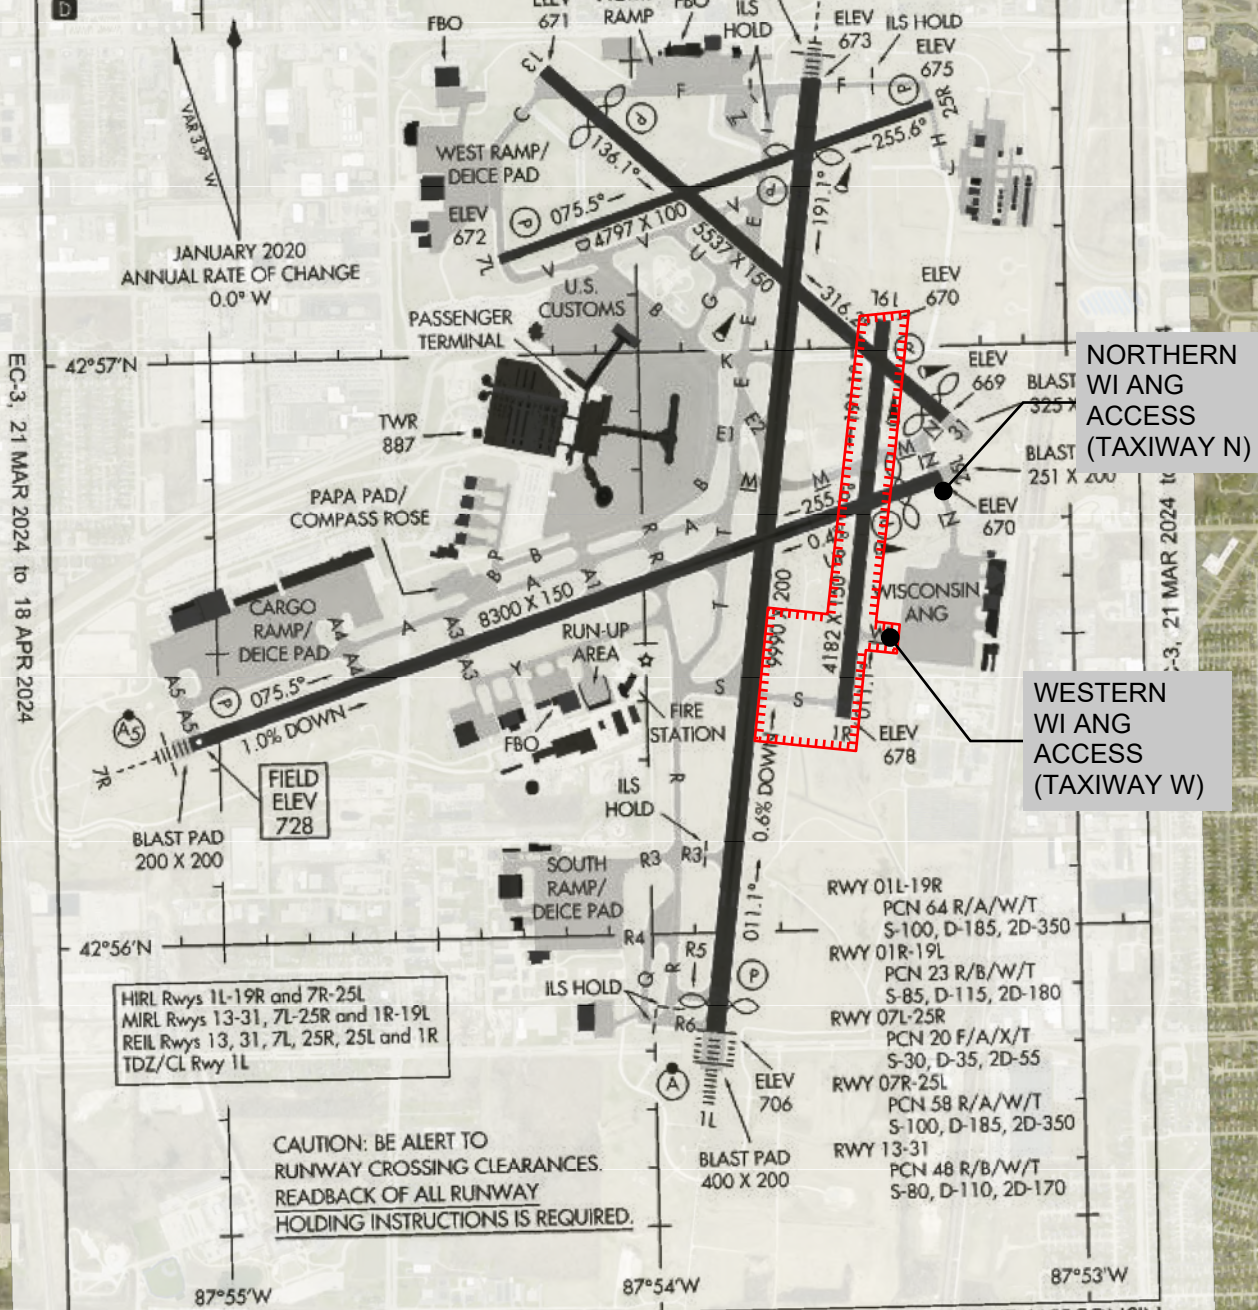 D
FBO
ELEV
671
RAMP
FBO
ILS
HOLD
ELEV
673
ILS HOLD
ELEV
675
13
C
F
F
Z
H
25R
VAR 3.9° W
P
P
136.1°
255.6°
191.1°
WEST RAMP/
DEICE PAD
ELEV
672
P
075.5°
4797 X 100
P
7L
V
D
V
V
E
U
5537 X 150
JANUARY 2020
ANNUAL RATE OF CHANGE
0.0° W
U.S.
CUSTOMS
B
G
E
316.
19L
ELEV
670
PASSENGER
TERMINAL
42°57'N
K
E
P
ELEV
669
BLAST
325 X
NORTHERN
WI ANG
ACCESS
(TAXIWAY N)
TWR
887
E1
E2
31
N
M
N
25L
BLAST
251 X 200
PAPA PAD/
COMPASS ROSE
B
M
M
255.
ELEV
670
N
R
R
A
T
0.4%
EC-3, 21 MAR 2024 to 18 APR 2024
C-3, 21 MAR 2024 to
P
B
B
A
A1
8300 X 150
T
9990 X 200
4182 X 150
WISCONSIN
ANG
W
CARGO
RAMP/
DEICE PAD
A4
A
A3
A4
A3
RUN-UP
AREA
Y
A5
A5
P
075.5°
1.0% DOWN
S
S
FIRE
STATION
FBO
1R
ELEV
678
WESTERN
WI ANG
ACCESS
(TAXIWAY W)
A5
7R
FIELD
ELEV
728
R
ILS
HOLD
0.6% DOWN
BLAST PAD
200 X 200
R3
R3
SOUTH
RAMP/
DEICE PAD
011.1°
RWY 01L-19R
PCN 64 R/A/W/T
S-100, D-185, 2D-350
RWY 01R-19L
PCN 23 R/B/W/T
S-85, D-115, 2D-180
RWY 07L-25R
PCN 20 F/A/X/T
S-30, D-35, 2D-55
RWY 07R-25L
PCN 58 R/A/W/T
S-100, D-185, 2D-350
RWY 13-31
PCN 48 R/B/W/T
S-80, D-110, 2D-170
42°56'N
R4
R5
Q
R
P
ILS HOLD
R6
HIRL Rwys 1L-19R and 7R-25L
MIRL Rwys 13-31, 7L-25R and 1R-19L
REIL Rwys 13, 31, 7L, 25R, 25L and 1R
TDZ/CL Rwy 1L
A
ELEV
706
1L
BLAST PAD
400 X 200
CAUTION: BE ALERT TO
RUNWAY CROSSING CLEARANCES.
READBACK OF ALL RUNWAY
HOLDING INSTRUCTIONS IS REQUIRED.
87°55'W
87°54'W
87°53'W